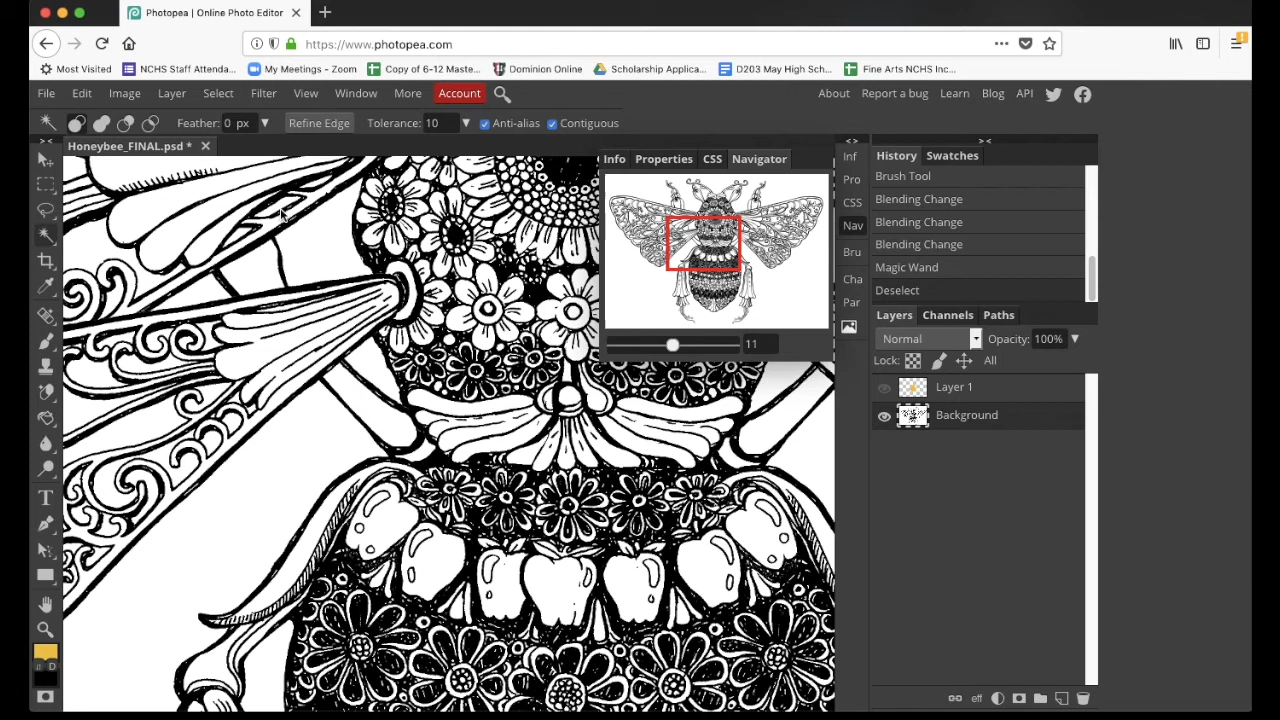 Photopea | Online Photo Editor
https://www.photopea.com
Most Visited NCHS Staff Attenda... My Meetings - Zoom Copy of 6-12 Maste... Dominion Online Scholarship Applica... D203 May High Sch... Fine Arts NCHS Inc...
File Edit Image Layer Select Filter View Window More Account About Report a bug Learn Blog API
Feather: 0 px Refine Edge Tolerance: 10 Anti-alias Contiguous
Honeybee_FINAL.psd *
Info Properties CSS Navigator
11
Inf
Pro
CSS
Nav
Bru
Cha
Par
History Swatches
Brush Tool
Blending Change
Blending Change
Blending Change
Magic Wand
Deselect
Layers Channels Paths
Normal Opacity: 100%
Lock: All
Layer 1
Background
eff
D